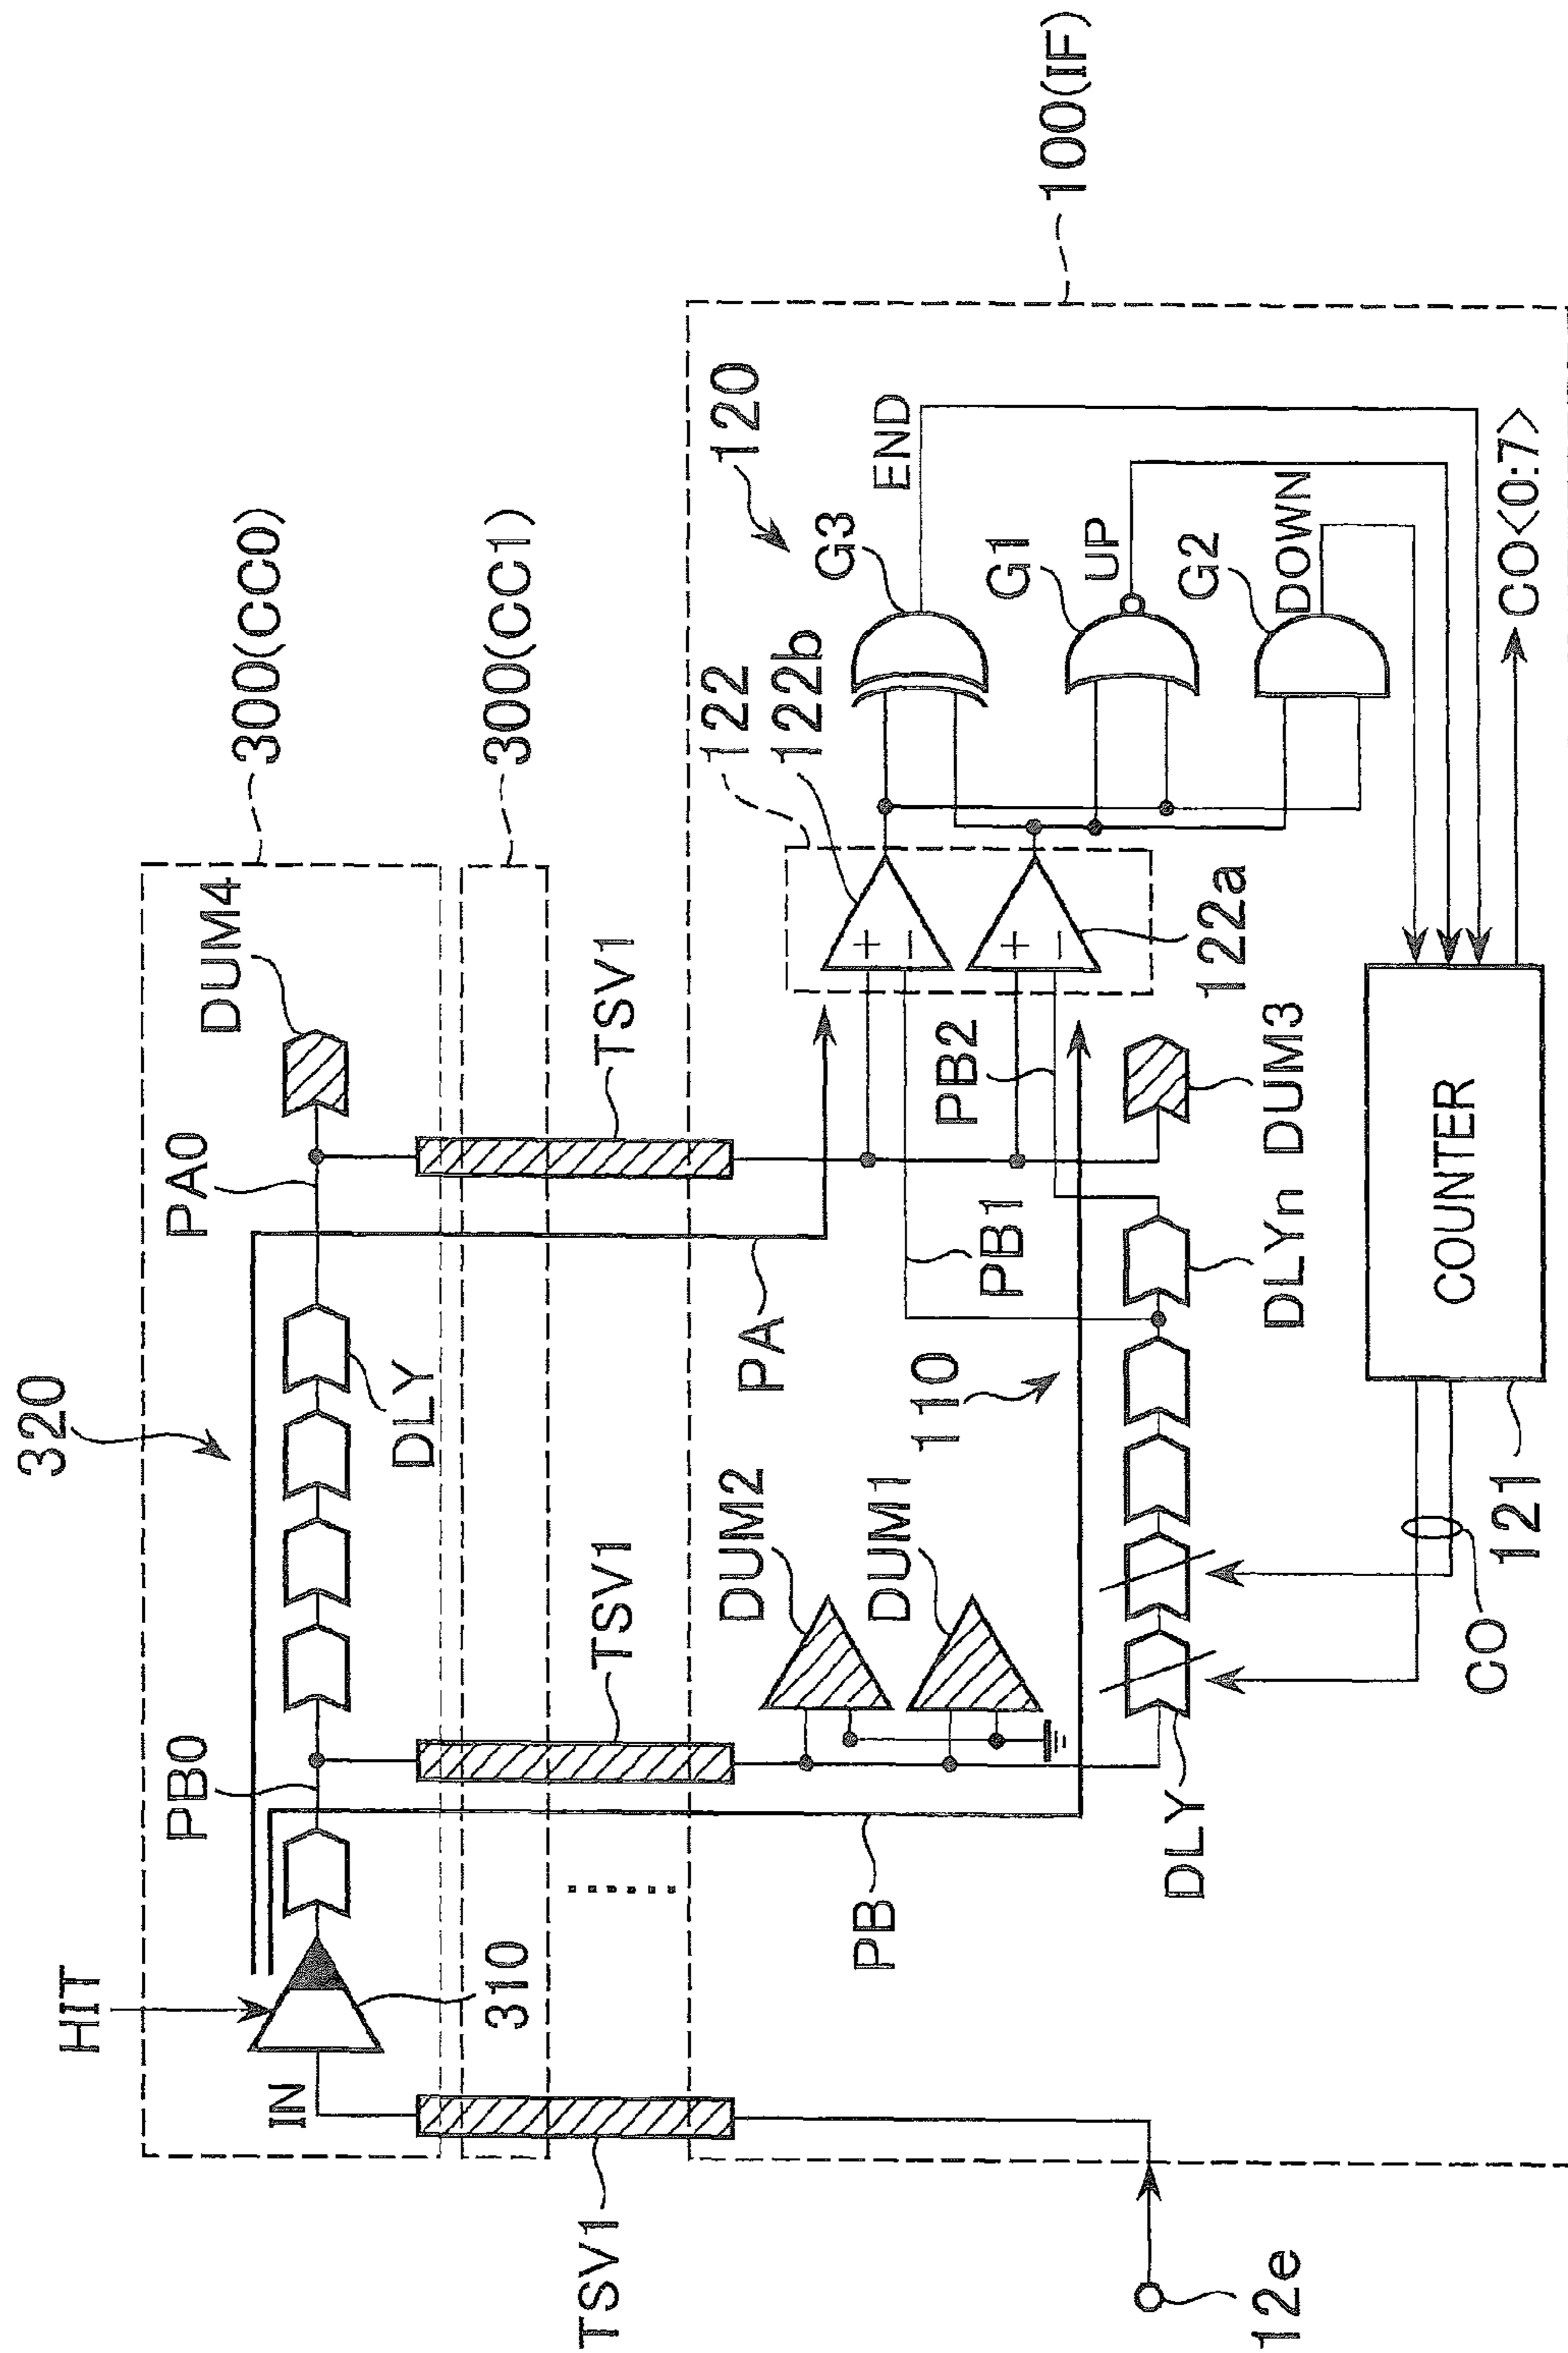 320
HIT
IN
310
PB0
DLY
PA0
DUM4
300(CC0)
300(CC1)
TSV1
TSV1
TSV1
PB
PA
DUM2
DUM1
110
PB1
PB2
122
122b
122a
120
G3
END
G1
UP
G2
DOWN
100(IF)
DLY
DLYn
DUM3
CO
121
COUNTER
CO<0:7>
12e